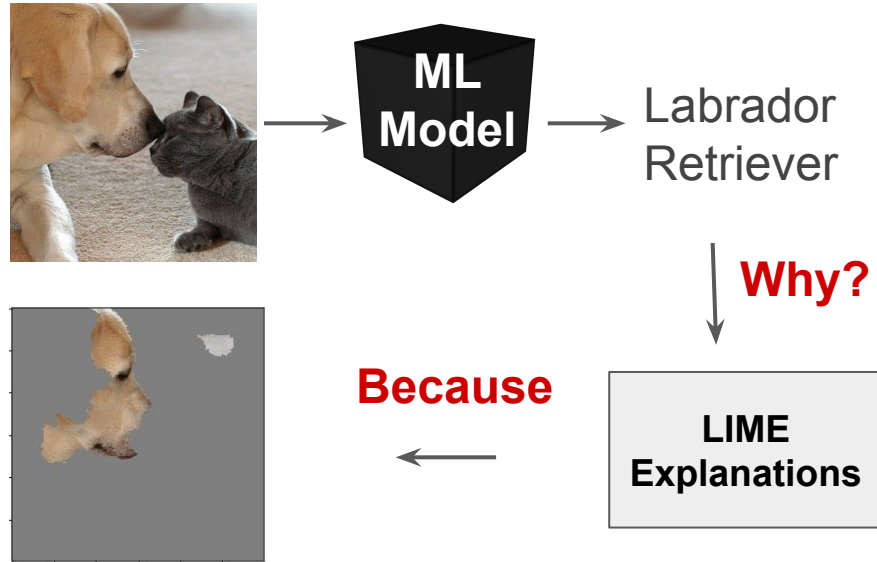 ML
Model
Labrador
Retriever
Why?
Because
LIME
Explanations